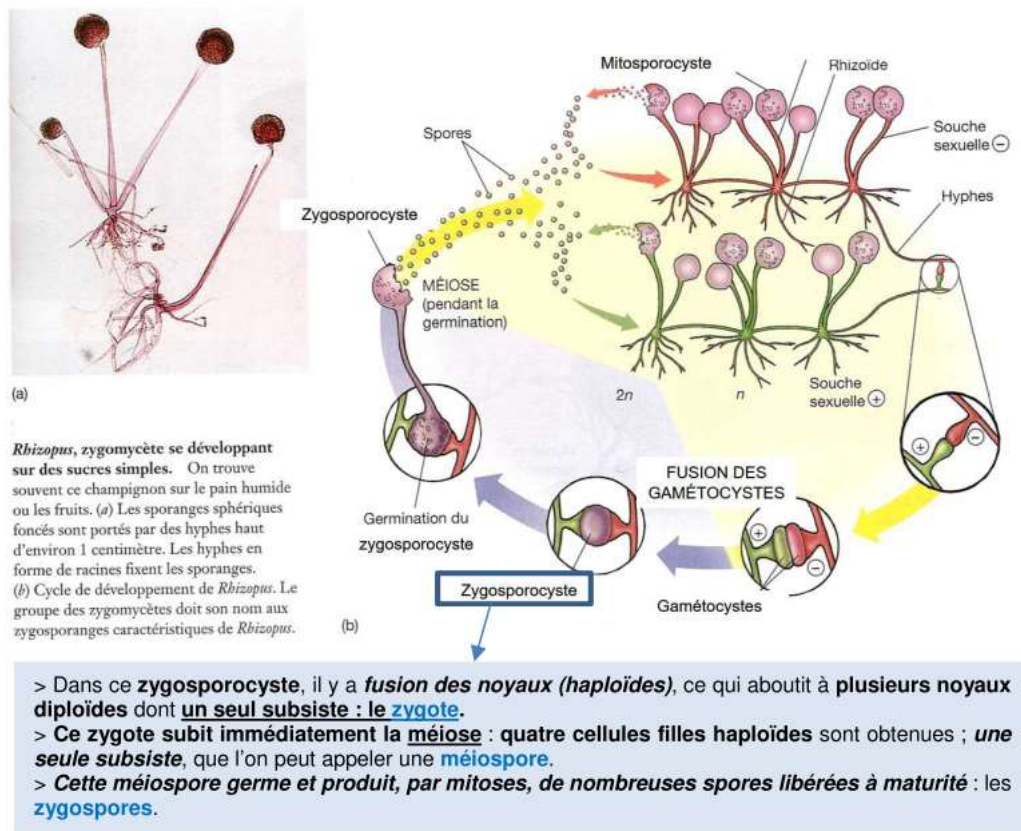 Mitosporocyste
Rhizoïde
Spores
Souche
sexuelle ⊖
Zygosporocyste
Hyphes
MÉIOSE
(pendant la
germination)
2n
n
Souche
sexuelle ⊕
(a)
Rhizopus, zygomycète se développant
sur des sucres simples. On trouve
souvent ce champignon sur le pain humide
ou les fruits. (a) Les sporanges sphériques
foncés sont portés par des hyphes haut
d'environ 1 centimètre. Les hyphes en
forme de racines fixent les sporanges.
(b) Cycle de développement de Rhizopus. Le
groupe des zygomycètes doit son nom aux
zygosporanges caractéristiques de Rhizopus.
(b)
+
−
FUSION DES
GAMÉTOCYSTES
Germination du
zygosporocyste
+
−
Zygosporocyste
Gamétocystes
> Dans ce zygosporocyste, il y a fusion des noyaux (haploïdes), ce qui aboutit à plusieurs noyaux
diploïdes dont un seul subsiste : le zygote.
> Ce zygote subit immédiatement la méiose : quatre cellules filles haploïdes sont obtenues ; une
seule subsiste, que l'on peut appeler une méiospore.
> Cette méiospore germe et produit, par mitoses, de nombreuses spores libérées à maturité : les
zygospores.